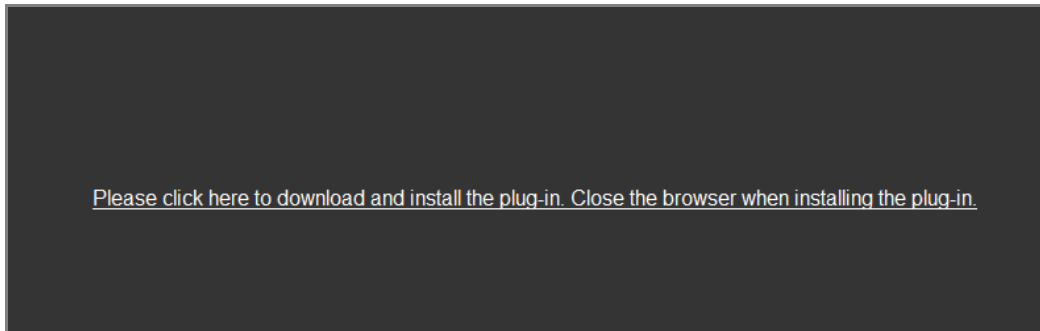 Please click here to download and install the plug-in. Close the browser when installing the plug-in.